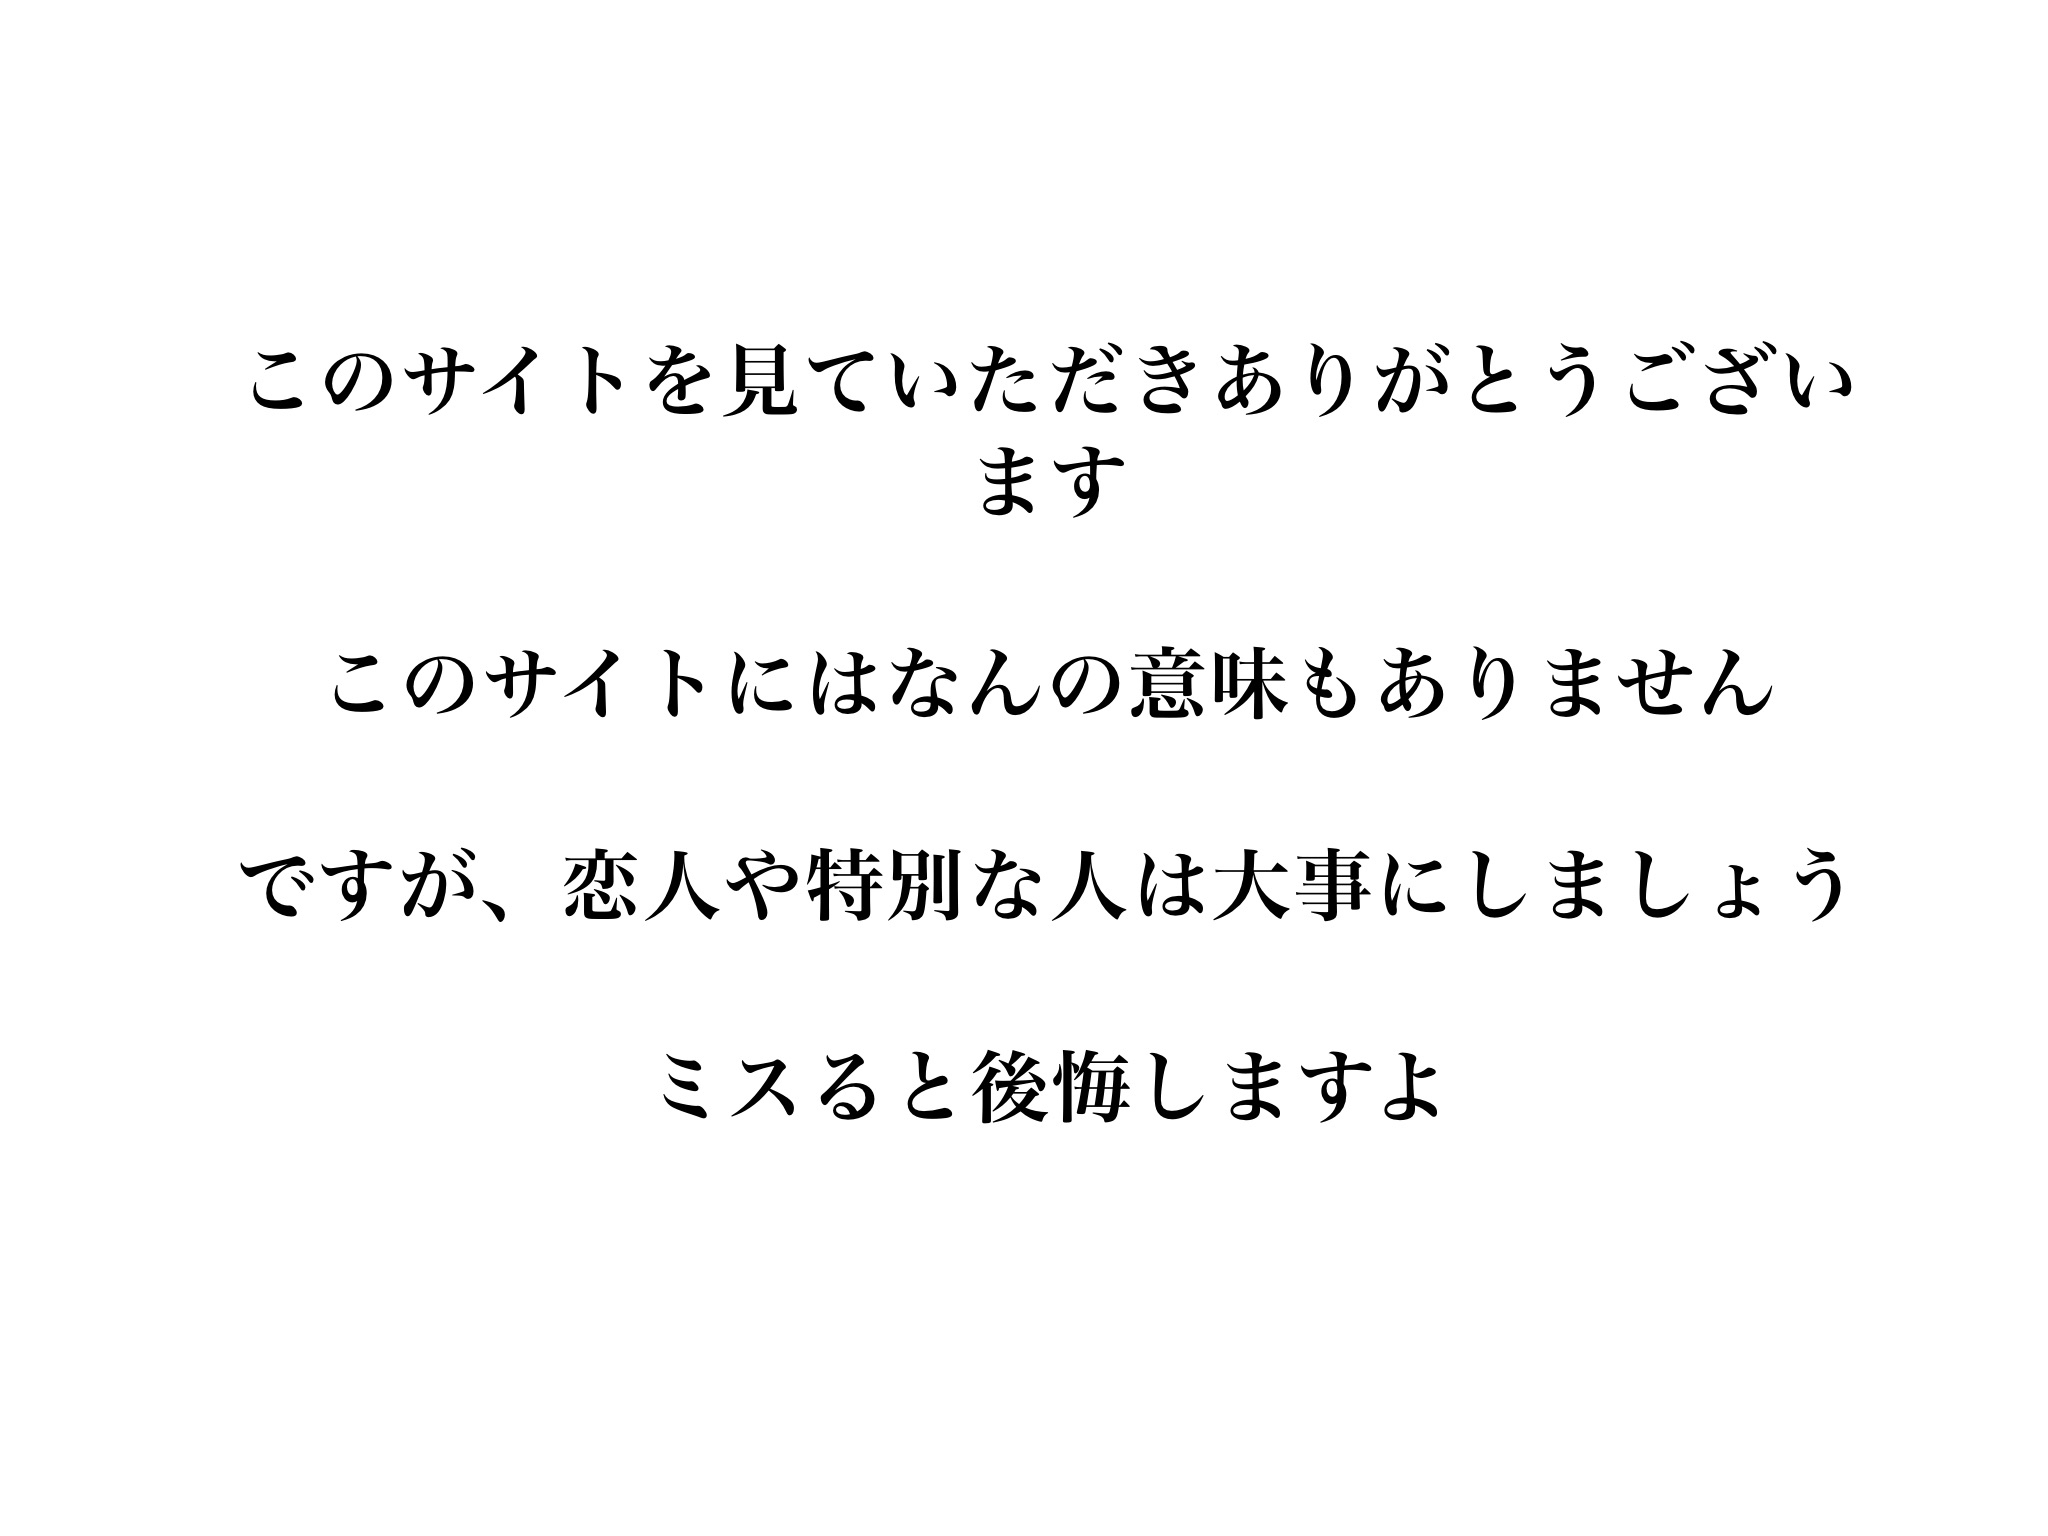 このサイトを見ていただきありがとうござい
ます
このサイトにはなんの意味もありません
ですが、恋人や特別な人は大事にしましょう
ミスると後悔しますよ